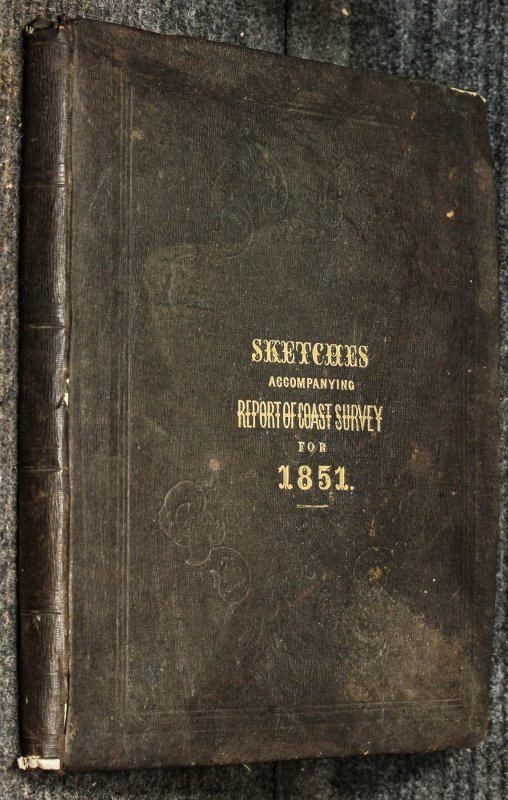 SKETCHES
ACCOMPANYING
REPORT OF COAST SURVEY
FOR
1851.